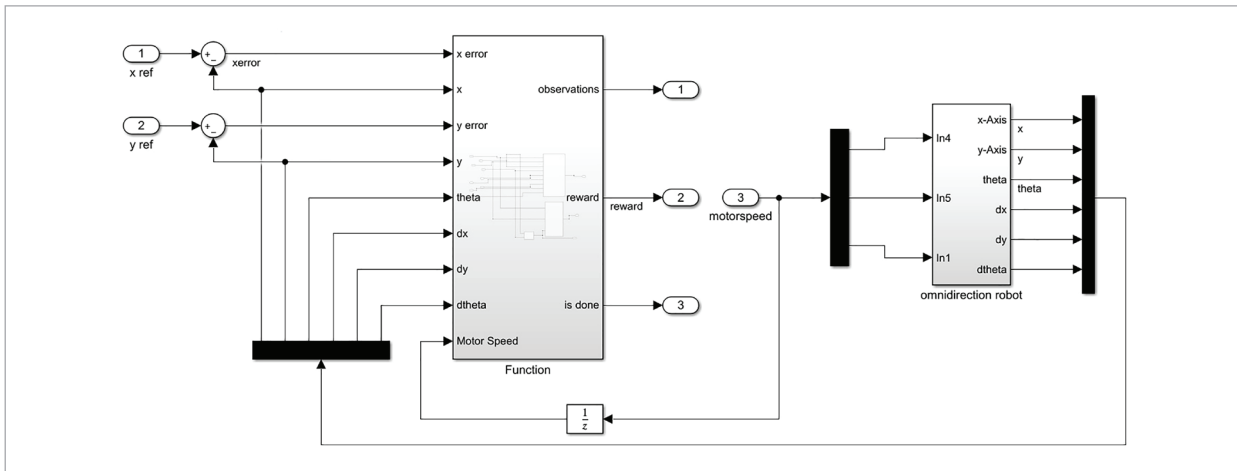 1
x ref
+
−
xerror
2
y ref
+
−
x error
x
y error
y
theta
dx
dy
dtheta
Motor Speed
observations
reward
is done
Function
1
reward
2
3
1
z
3
motorspeed
In4
In5
In1
x-Axis
y-Axis
theta
dx
dy
dtheta
omnidirection robot
x
y
theta